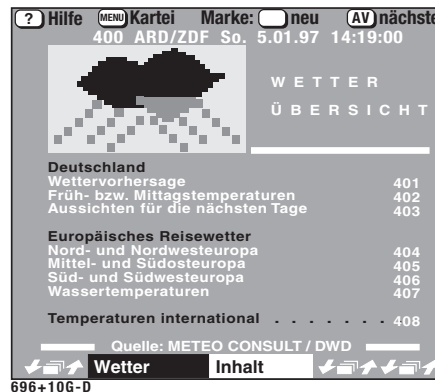 ? Hilfe MENU Kartei Marke: neu AV nächste
400 ARD/ZDF So. 5.01.97 14:19:00
WETTER
ÜBERSICHT
Deutschland
Wettervorhersage 401
Früh- bzw. Mittagstemperaturen 402
Aussichten für die nächsten Tage 403
Europäisches Reisewetter
Nord- und Nordwesteuropa 404
Mittel- und Südosteuropa 405
Süd- und Südwesteuropa 406
Wassertemperaturen 407
Temperaturen international . . . . . . . 408
Quelle: METEO CONSULT / DWD
Wetter Inhalt
696+10G-D